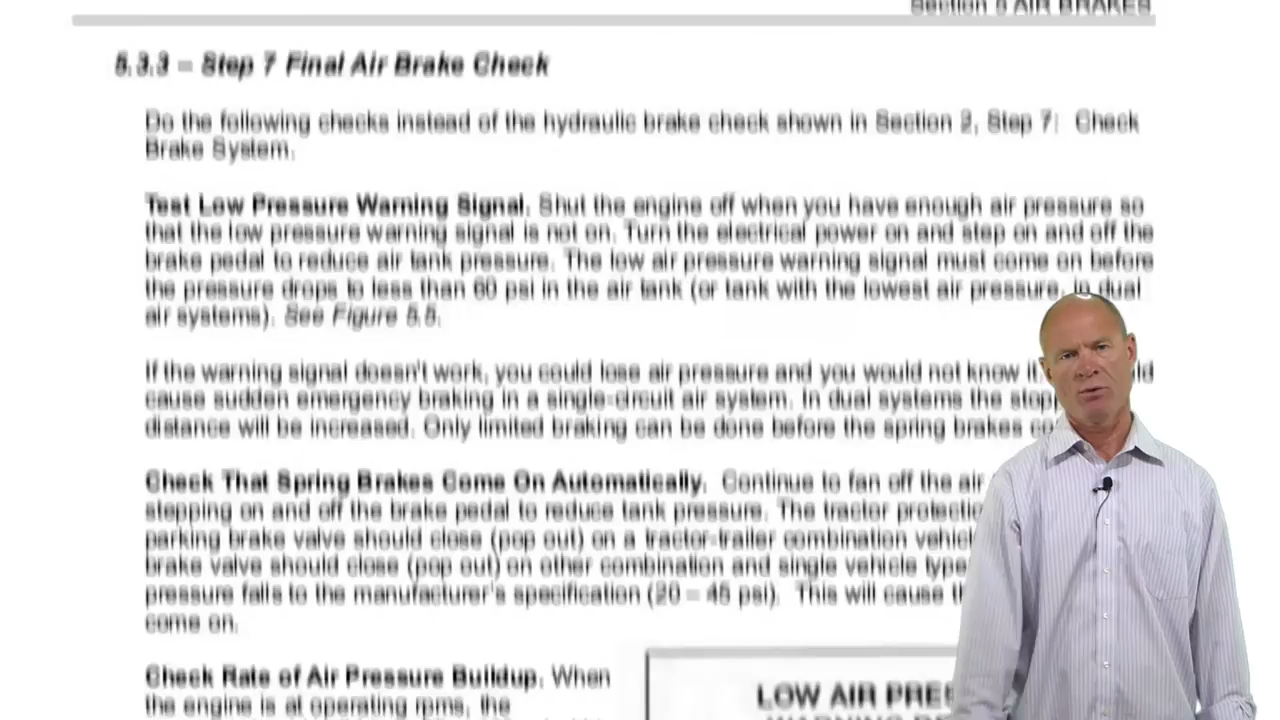 Section 5 AIR BRAKES
5.3.3 – Step 7 Final Air Brake Check
Do the following checks instead of the hydraulic brake check shown in Section 2, Step 7: Check
Brake System.
Test Low Pressure Warning Signal. Shut the engine off when you have enough air pressure so
that the low pressure warning signal is not on. Turn the electrical power on and step on and off the
brake pedal to reduce air tank pressure. The low air pressure warning signal must come on before
the pressure drops to less than 60 psi in the air tank (or tank with the lowest air pressure, in dual
air systems). See Figure 5.5.
If the warning signal doesn't work, you could lose air pressure and you would not know it.
cause sudden emergency braking in a single-circuit air system. In dual systems the
distance will be increased. Only limited braking can be done before the spring brakes
Check That Spring Brakes Come On Automatically. Continue to fan off the air
stepping on and off the brake pedal to reduce tank pressure. The tractor
parking brake valve should close (pop out) on a tractor-trailer combination
brake valve should close (pop out) on other combination and single vehicle
pressure falls to the manufacturer's specification (20 – 45 psi). This will cause
come on.
Check Rate of Air Pressure Buildup. When
the engine is at operating rpms, the
LOW AIR
WARNING